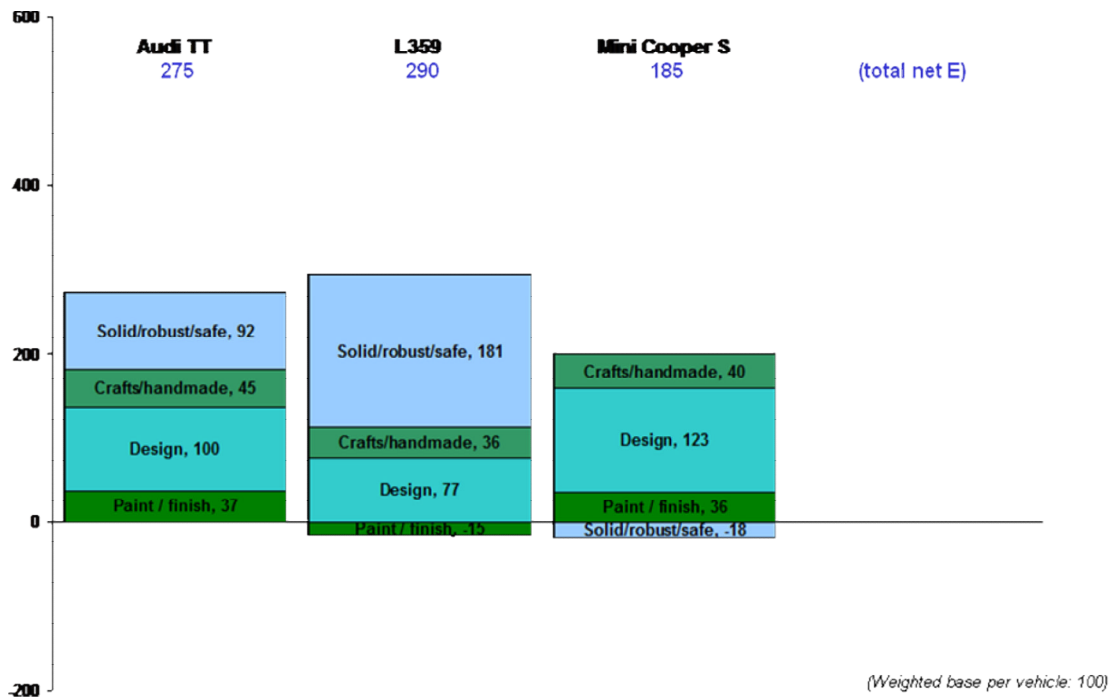 600
Audi TT
L359
Mini Cooper S
275
290
185
(total net E)
400
Solid/robust/safe, 92
Solid/robust/safe, 181
200
Crafts/handmade, 45
Crafts/handmade, 40
Design, 100
Crafts/handmade, 36
Design, 123
Design, 77
Paint / finish, 37
Paint / finish, 36
0
Paint / finish, -15
Solid/robust/safe, -18
-200
(Weighted base per vehicle: 100)